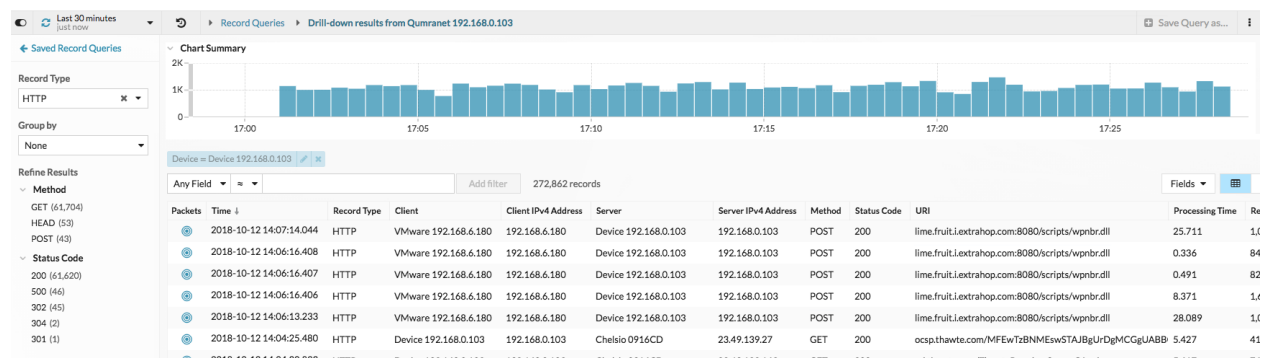 Last 30 minutes
just now
Record Queries Drill-down results from Qumranet 192.168.0.103
Save Query as...
Saved Record Queries
Record Type
HTTP
Group by
None
Refine Results
Method
GET (61,704)
HEAD (53)
POST (43)
Status Code
200 (61,620)
500 (46)
302 (45)
304 (2)
301 (1)
Chart Summary
2K
1K
0
17:00 17:05 17:10 17:15 17:20 17:25
Device = Device 192.168.0.103
Any Field ≈ Add filter 272,862 records Fields
Packets Time ↓ Record Type Client Client IPv4 Address Server Server IPv4 Address Method Status Code URI Processing Time Re
2018-10-12 14:07:14.044 HTTP VMware 192.168.6.180 192.168.6.180 Device 192.168.0.103 192.168.0.103 POST 200 lime.fruit.i.extrahop.com:8080/scripts/wpnbr.dll 25.711 1,0
2018-10-12 14:06:16.408 HTTP VMware 192.168.6.180 192.168.6.180 Device 192.168.0.103 192.168.0.103 POST 200 lime.fruit.i.extrahop.com:8080/scripts/wpnbr.dll 0.336 84
2018-10-12 14:06:16.407 HTTP VMware 192.168.6.180 192.168.6.180 Device 192.168.0.103 192.168.0.103 POST 200 lime.fruit.i.extrahop.com:8080/scripts/wpnbr.dll 0.491 82
2018-10-12 14:06:16.406 HTTP VMware 192.168.6.180 192.168.6.180 Device 192.168.0.103 192.168.0.103 POST 200 lime.fruit.i.extrahop.com:8080/scripts/wpnbr.dll 8.371 1,6
2018-10-12 14:06:13.233 HTTP VMware 192.168.6.180 192.168.6.180 Device 192.168.0.103 192.168.0.103 POST 200 lime.fruit.i.extrahop.com:8080/scripts/wpnbr.dll 28.089 1,0
2018-10-12 14:04:25.480 HTTP Device 192.168.0.103 192.168.0.103 Chelsio 0916CD 23.49.139.27 GET 200 ocsp.thawte.com/MFEwTzBNMEswSTAJBgUrDgMCGgUABB 5.427 41